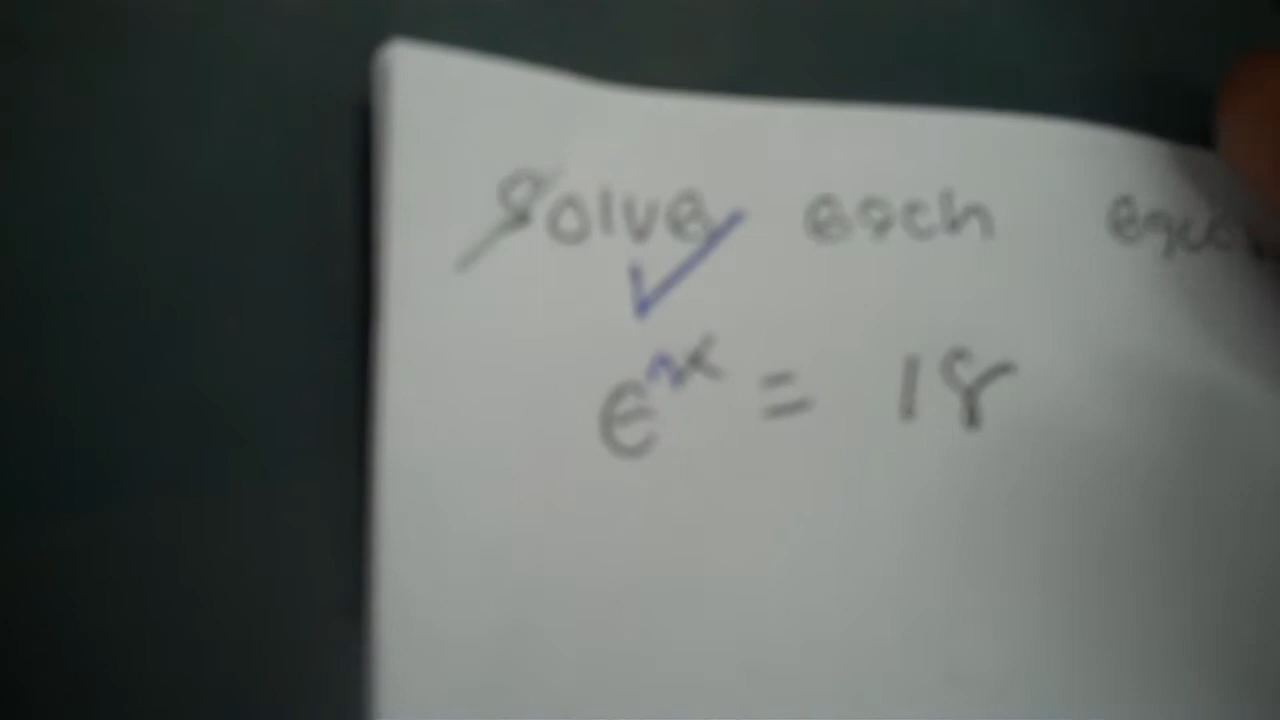 Solve each
e^x = 18